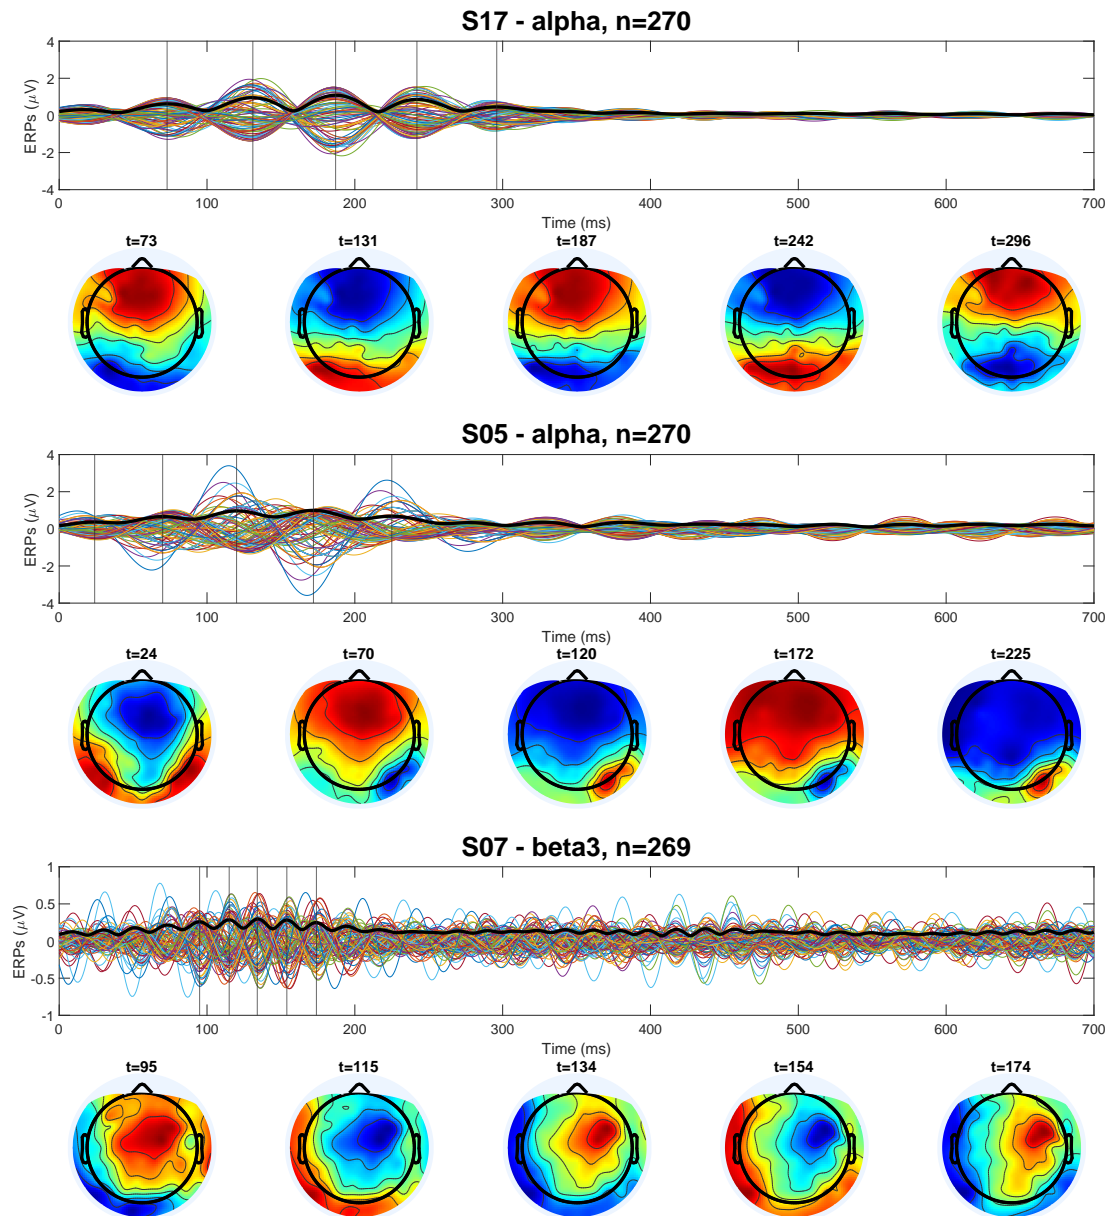 S17 - alpha, n=270
4
2
0
-2
-4
ERPs (μV)
0 100 200 300 400 500 600 700
Time (ms)
t=73 t=131 t=187 t=242 t=296
S05 - alpha, n=270
4
2
0
-2
-4
ERPs (μV)
0 100 200 300 400 500 600 700
Time (ms)
t=24 t=70 t=120 t=172 t=225
S07 - beta3, n=269
1
0.5
0
-0.5
-1
ERPs (μV)
0 100 200 300 400 500 600 700
Time (ms)
t=95 t=115 t=134 t=154 t=174